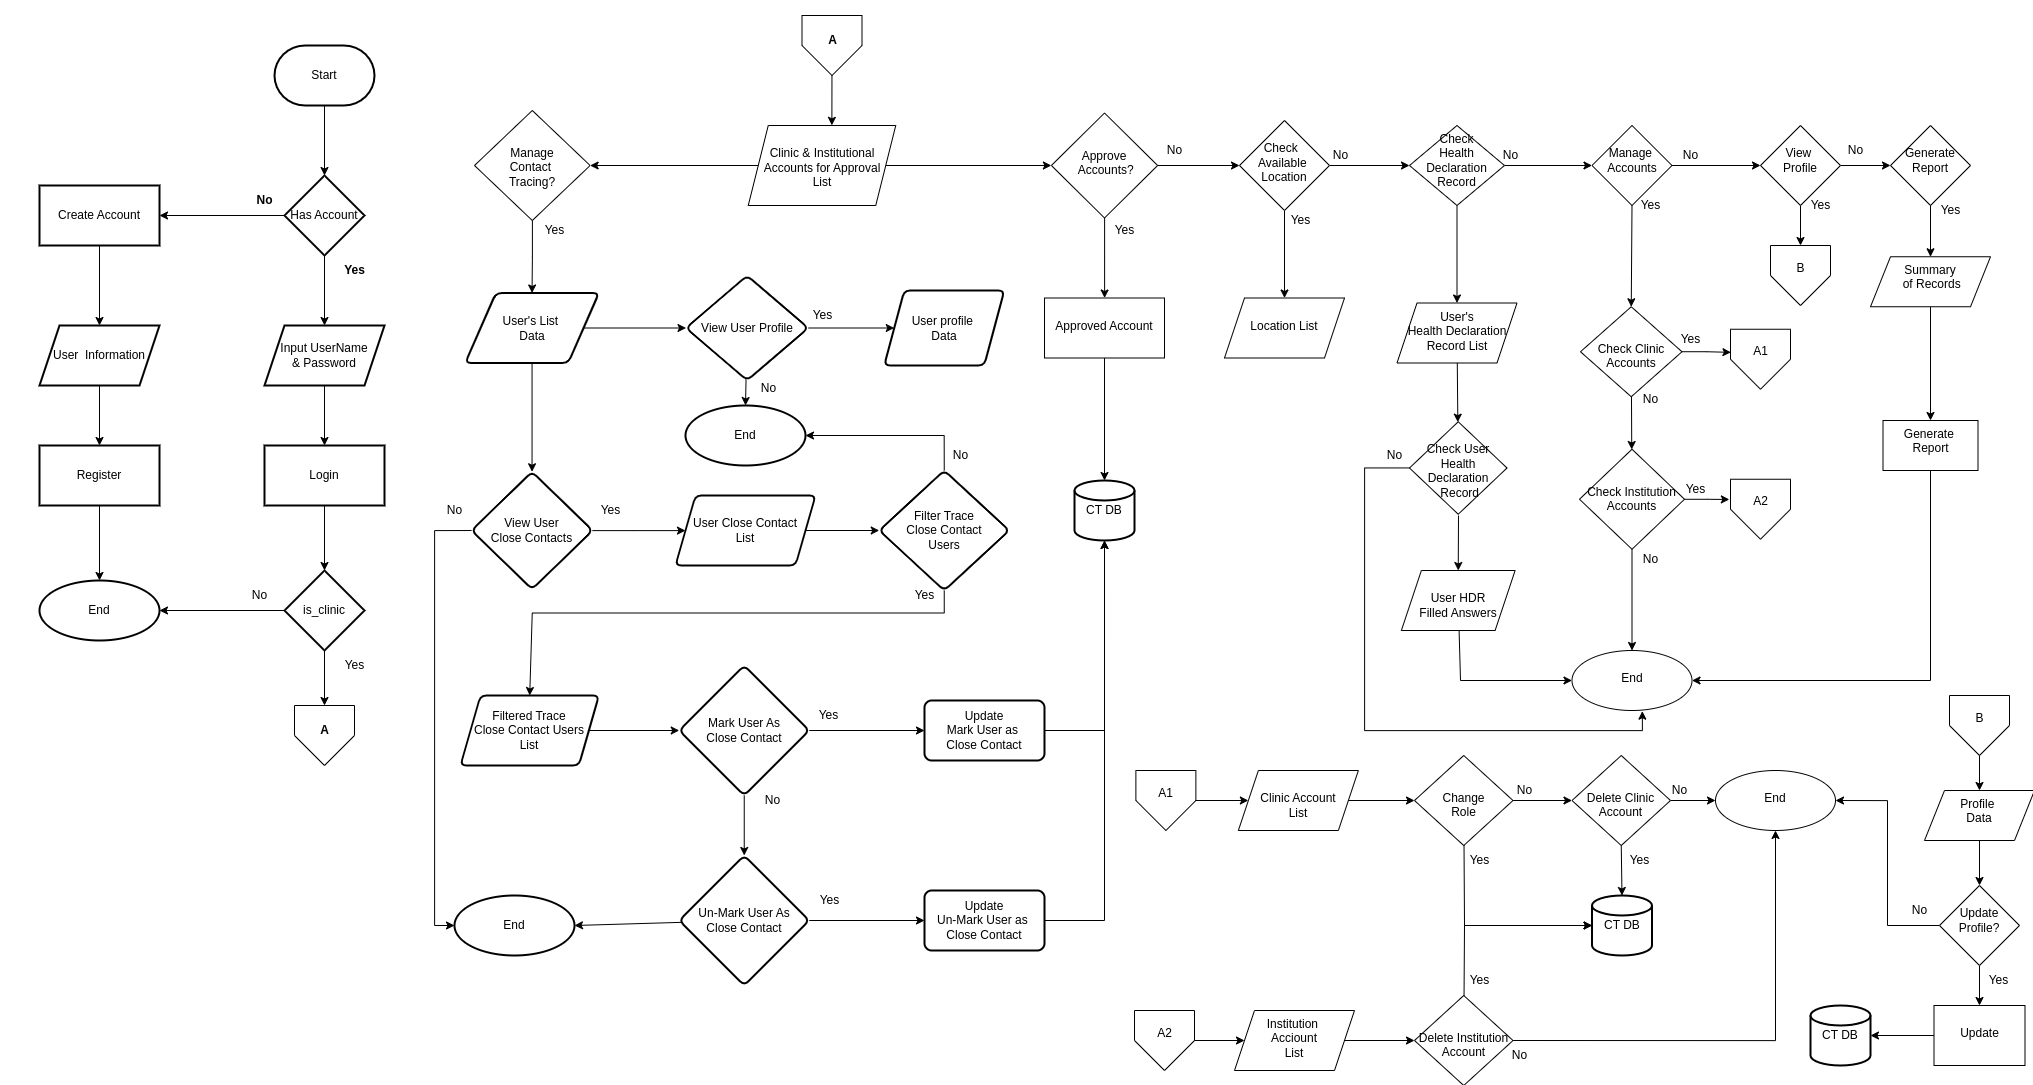 Start
Has Account
No
Yes
Create Account
User  Information
Input UserName
& Password
Register
Login
End
No
is_clinic
Yes
A
A
Clinic & Institutional
Accounts for Approval
List
Manage
Contact
Tracing?
Yes
User's List
Data
View User Profile
Yes
User profile
Data
No
End
No
No
View User
Close Contacts
Yes
User Close Contact
List
Filter Trace
Close Contact
Users
Yes
Filtered Trace
Close Contact Users
List
Mark User As
Close Contact
Yes
Update
Mark User as
Close Contact
No
Un-Mark User As
Close Contact
Yes
Update
Un-Mark User as
Close Contact
End
Approve
Accounts?
No
Yes
Approved Account
CT DB
Check
Available
Location
No
Yes
Location List
Check
Health
Declaration
Record
No
User's
Health Declaration
Record List
Check User
Health
Declaration
Record
No
User HDR
Filled Answers
Manage
Accounts
No
Yes
Check Clinic
Accounts
Yes
A1
No
Check Institution
Accounts
Yes
A2
No
End
View
Profile
No
Yes
B
Generate
Report
Yes
Summary
of Records
Generate
Report
A1
Clinic Account
List
Change
Role
No
Delete Clinic
Account
No
End
Yes
Yes
CT DB
Yes
A2
Institution
Acciount
List
Delete Institution
Account
No
B
Profile
Data
Update
Profile?
No
Yes
Update
CT DB